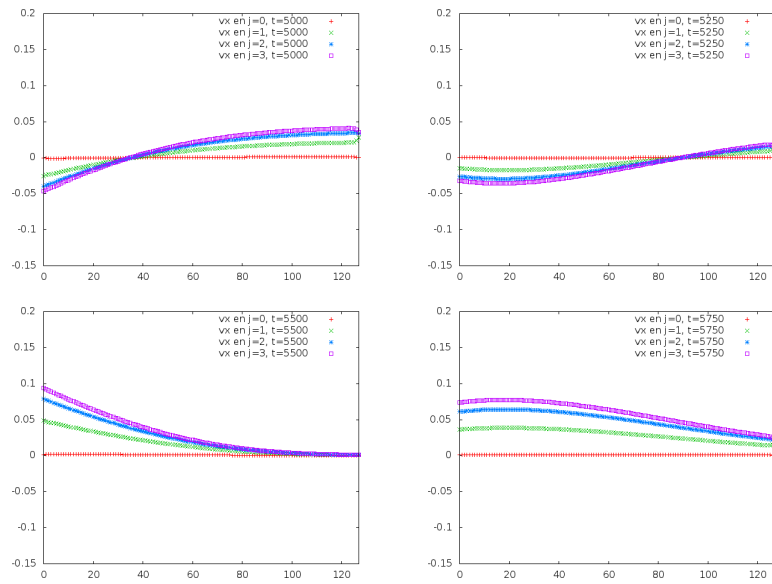 0.2
0.15
0.1
0.05
0
-0.05
-0.1
-0.15
0 20 40 60 80 100 120
vx en j=0, t=5000
vx en j=1, t=5000
vx en j=2, t=5000
vx en j=3, t=5000
0.2
0.15
0.1
0.05
0
-0.05
-0.1
-0.15
0 20 40 60 80 100 120
vx en j=0, t=5250
vx en j=1, t=5250
vx en j=2, t=5250
vx en j=3, t=5250
0.2
0.15
0.1
0.05
0
-0.05
-0.1
-0.15
0 20 40 60 80 100 120
vx en j=0, t=5500
vx en j=1, t=5500
vx en j=2, t=5500
vx en j=3, t=5500
0.2
0.15
0.1
0.05
0
-0.05
-0.1
-0.15
0 20 40 60 80 100 120
vx en j=0, t=5750
vx en j=1, t=5750
vx en j=2, t=5750
vx en j=3, t=5750